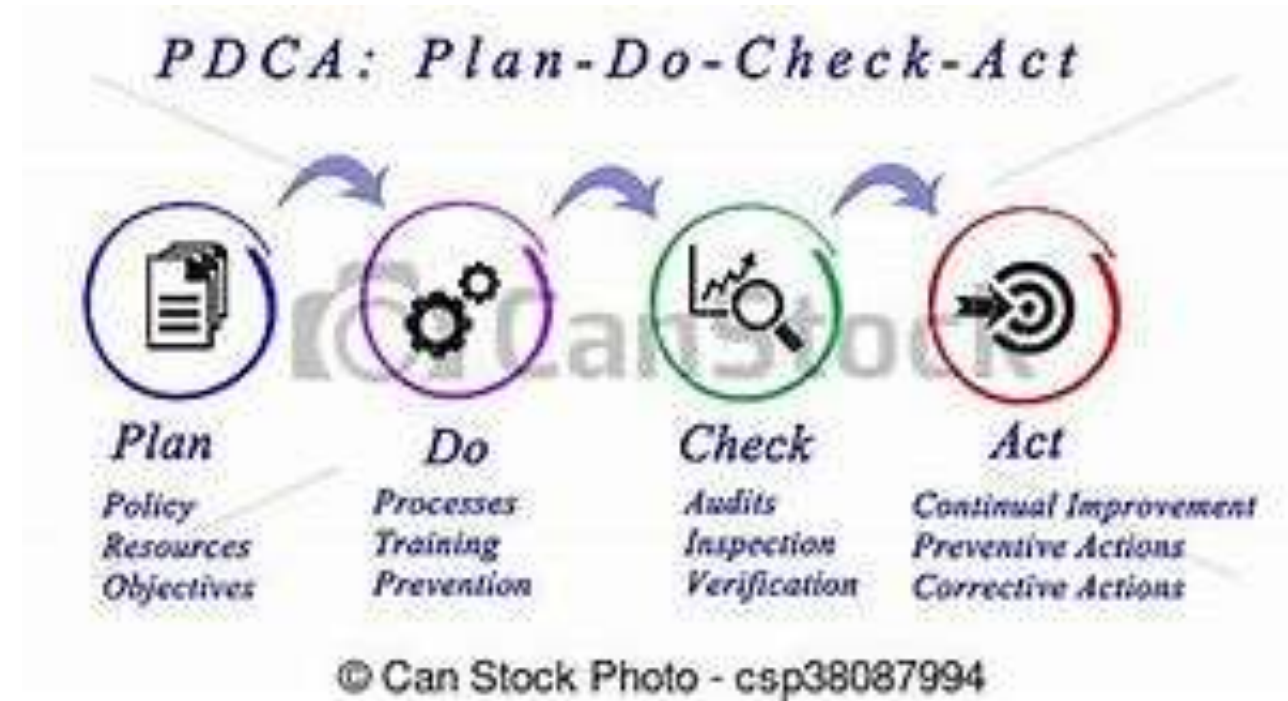 PDCA: Plan-Do-Check-Act
CanStock
Plan
Policy
Resources
Objectives
Do
Processes
Training
Prevention
Check
Audits
Inspection
Verification
Act
Continual Improvement
Preventive Actions
Corrective Actions
© Can Stock Photo - csp38087994